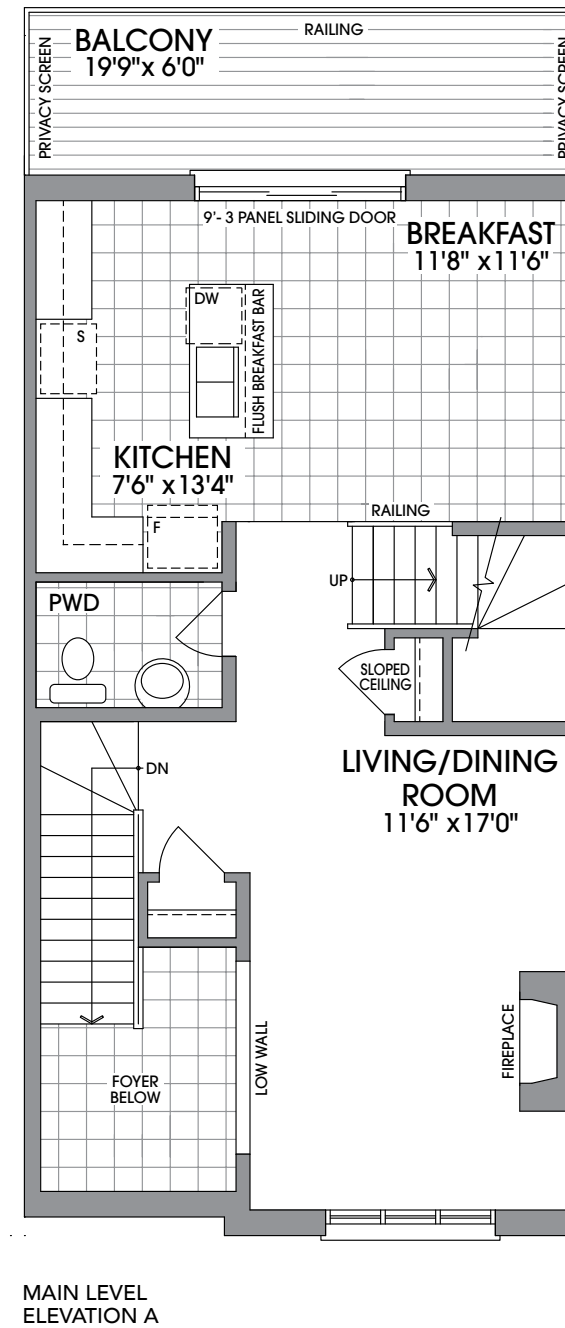 RAILING
BALCONY
19'9"x 6'0"
PRIVACY SCREEN
PRIVACY SCREEN
9'- 3 PANEL SLIDING DOOR
BREAKFAST
11'8" x11'6"
DW
FLUSH BREAKFAST BAR
S
KITCHEN
7'6" x13'4"
F
RAILING
UP
PWD
SLOPED
CEILING
DN
LIVING/DINING
ROOM
11'6" x17'0"
FIREPLACE
LOW WALL
FOYER
BELOW
MAIN LEVEL
ELEVATION A